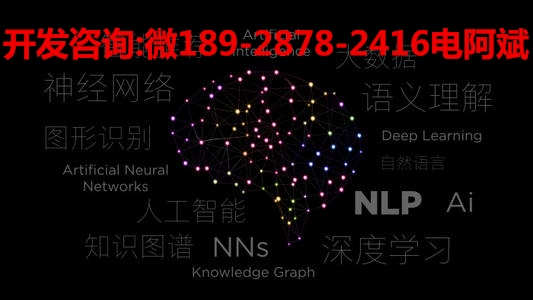 开发咨询:微189-2878-2416电阿斌
Artificial
Intelligence
大数据
神经网络
语义理解
图形识别
Deep Learning
自然语言
Artificial Neural
Networks
NLP
Ai
人工智能
知识图谱
NNs
深度学习
Knowledge Graph